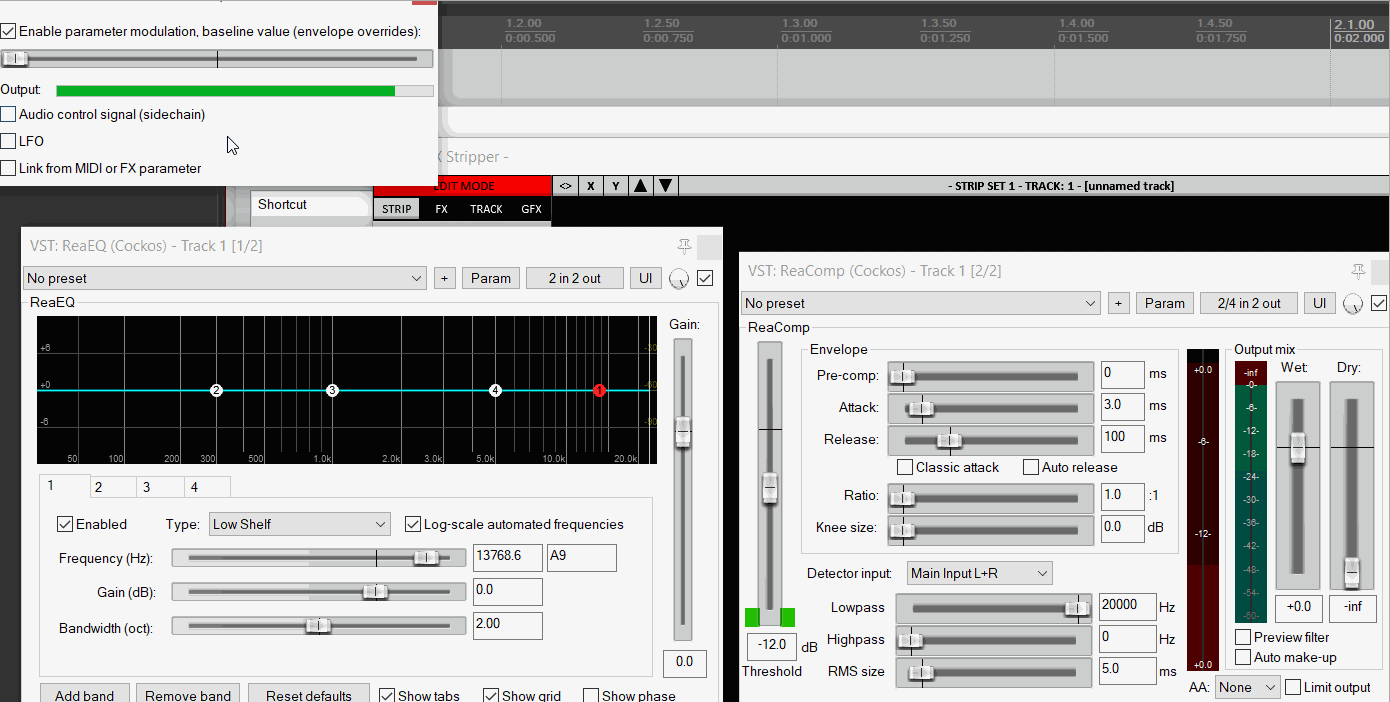 Enable parameter modulation, baseline value (envelope overrides):
Output:
Audio control signal (sidechain)
LFO
Link from MIDI or FX parameter
1.2.00 1.2.50 1.3.00 1.3.50 1.4.00 1.4.50 2.1.00
0:00.500 0:00.750 0:01.000 0:01.250 0:01.500 0:01.750 0:02.000
X Stripper -
Shortcut
EDIT MODE <> X Y - STRIP SET 1 - TRACK: 1 - [unnamed track]
STRIP FX TRACK GFX
VST: ReaEQ (Cockos) - Track 1 [1/2]
No preset + Param 2 in 2 out UI
ReaEQ
Gain:
+6 -30
+0 -60
-6 -90
2 3 4 1
50 100 200 300 500 1.0k 2.0k 3.0k 5.0k 10.0k 20.0k
1 2 3 4
Enabled Type: Low Shelf Log-scale automated frequencies
Frequency (Hz): 13768.6 A9
Gain (dB): 0.0
Bandwidth (oct): 2.00
0.0
Add band Remove band Reset defaults Show tabs Show grid Show phase
VST: ReaComp (Cockos) - Track 1 [2/2]
No preset + Param 2/4 in 2 out UI
ReaComp
Envelope
Pre-comp: 0 ms
Attack: 3.0 ms
Release: 100 ms
Classic attack Auto release
Ratio: 1.0 :1
Knee size: 0.0 dB
Detector input: Main Input L+R
Lowpass 20000 Hz
Highpass 0 Hz
RMS size 5.0 ms
-12.0 dB
Threshold
+0.0
-6-
-12-
+0.0
Output mix
Wet: Dry:
-inf
-0-
-6-
-12-
-18-
-24-
-30-
-36-
-42-
-48-
-54-
-60-
+0.0 -inf
Preview filter
Auto make-up
AA: None Limit output